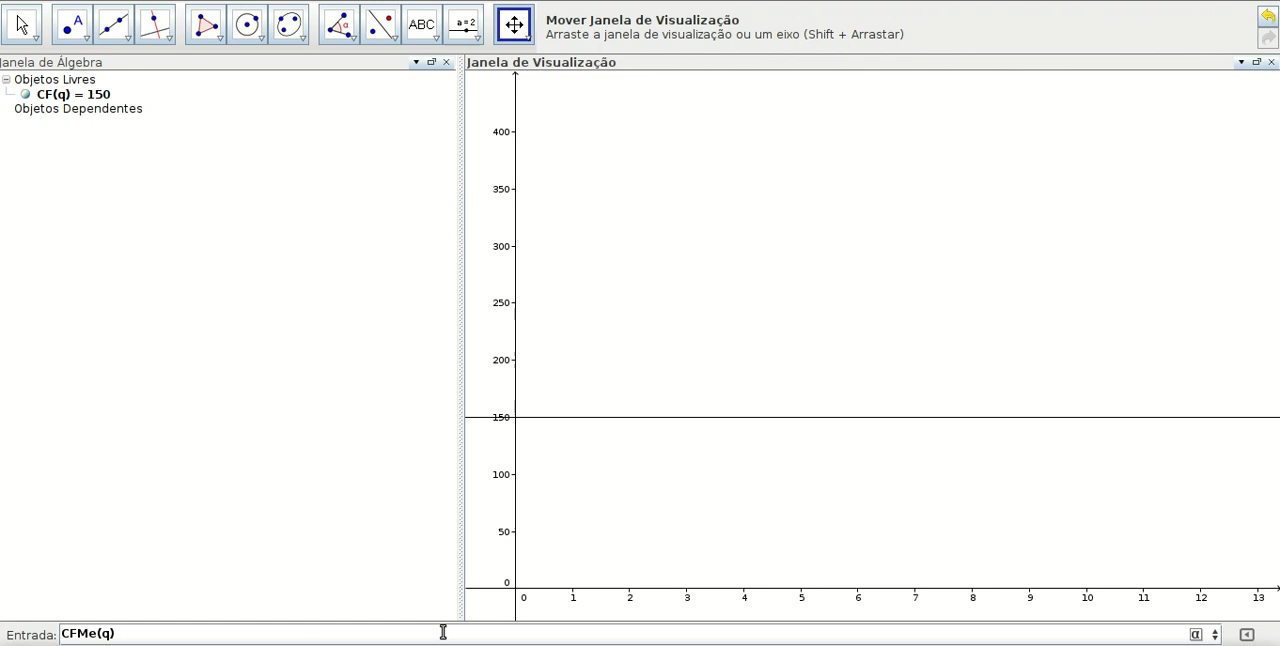 Mover Janela de Visualização
Arraste a janela de visualização ou um eixo (Shift + Arrastar)
A
α
ABC
a = 2
Janela de Álgebra
Janela de Visualização
Objetos Livres
CF(q) = 150
Objetos Dependentes
400
350
300
250
200
150
100
50
0
0 1 2 3 4 5 6 7 8 9 10 11 12 13
Entrada: CFMe(q)
α